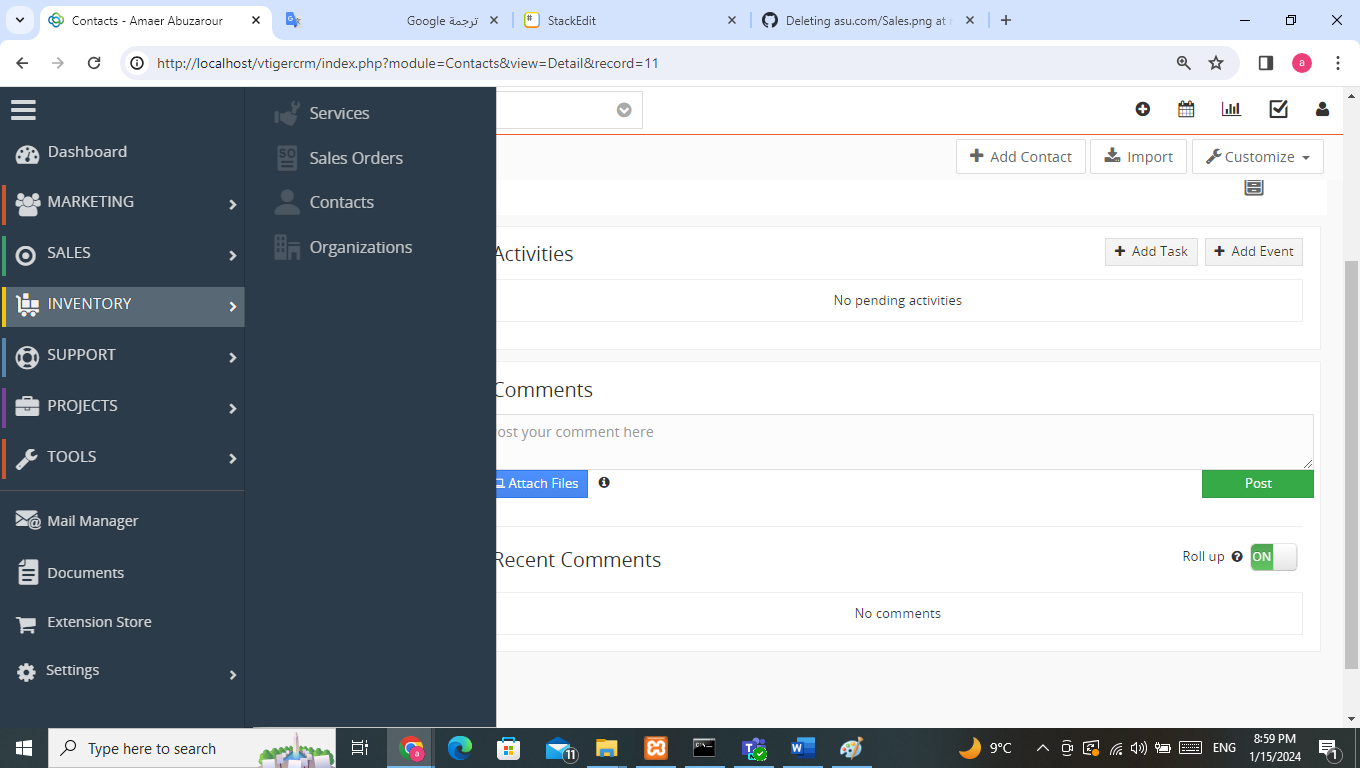 Contacts - Amaer Abuzarour
ترجمة Google
StackEdit
Deleting asu.com/Sales.png at
http://localhost/vtigercrm/index.php?module=Contacts&view=Detail&record=11
a
Dashboard
MARKETING
SALES
INVENTORY
SUPPORT
PROJECTS
TOOLS
Mail Manager
Documents
Extension Store
Settings
Services
SO
Sales Orders
Contacts
Organizations
Add Contact
Import
Customize
Activities
Add Task
Add Event
No pending activities
Comments
ost your comment here
Attach Files
Post
Recent Comments
Roll up
ON
No comments
Type here to search
a
11
9°C
ENG
8:59 PM
1/15/2024
1